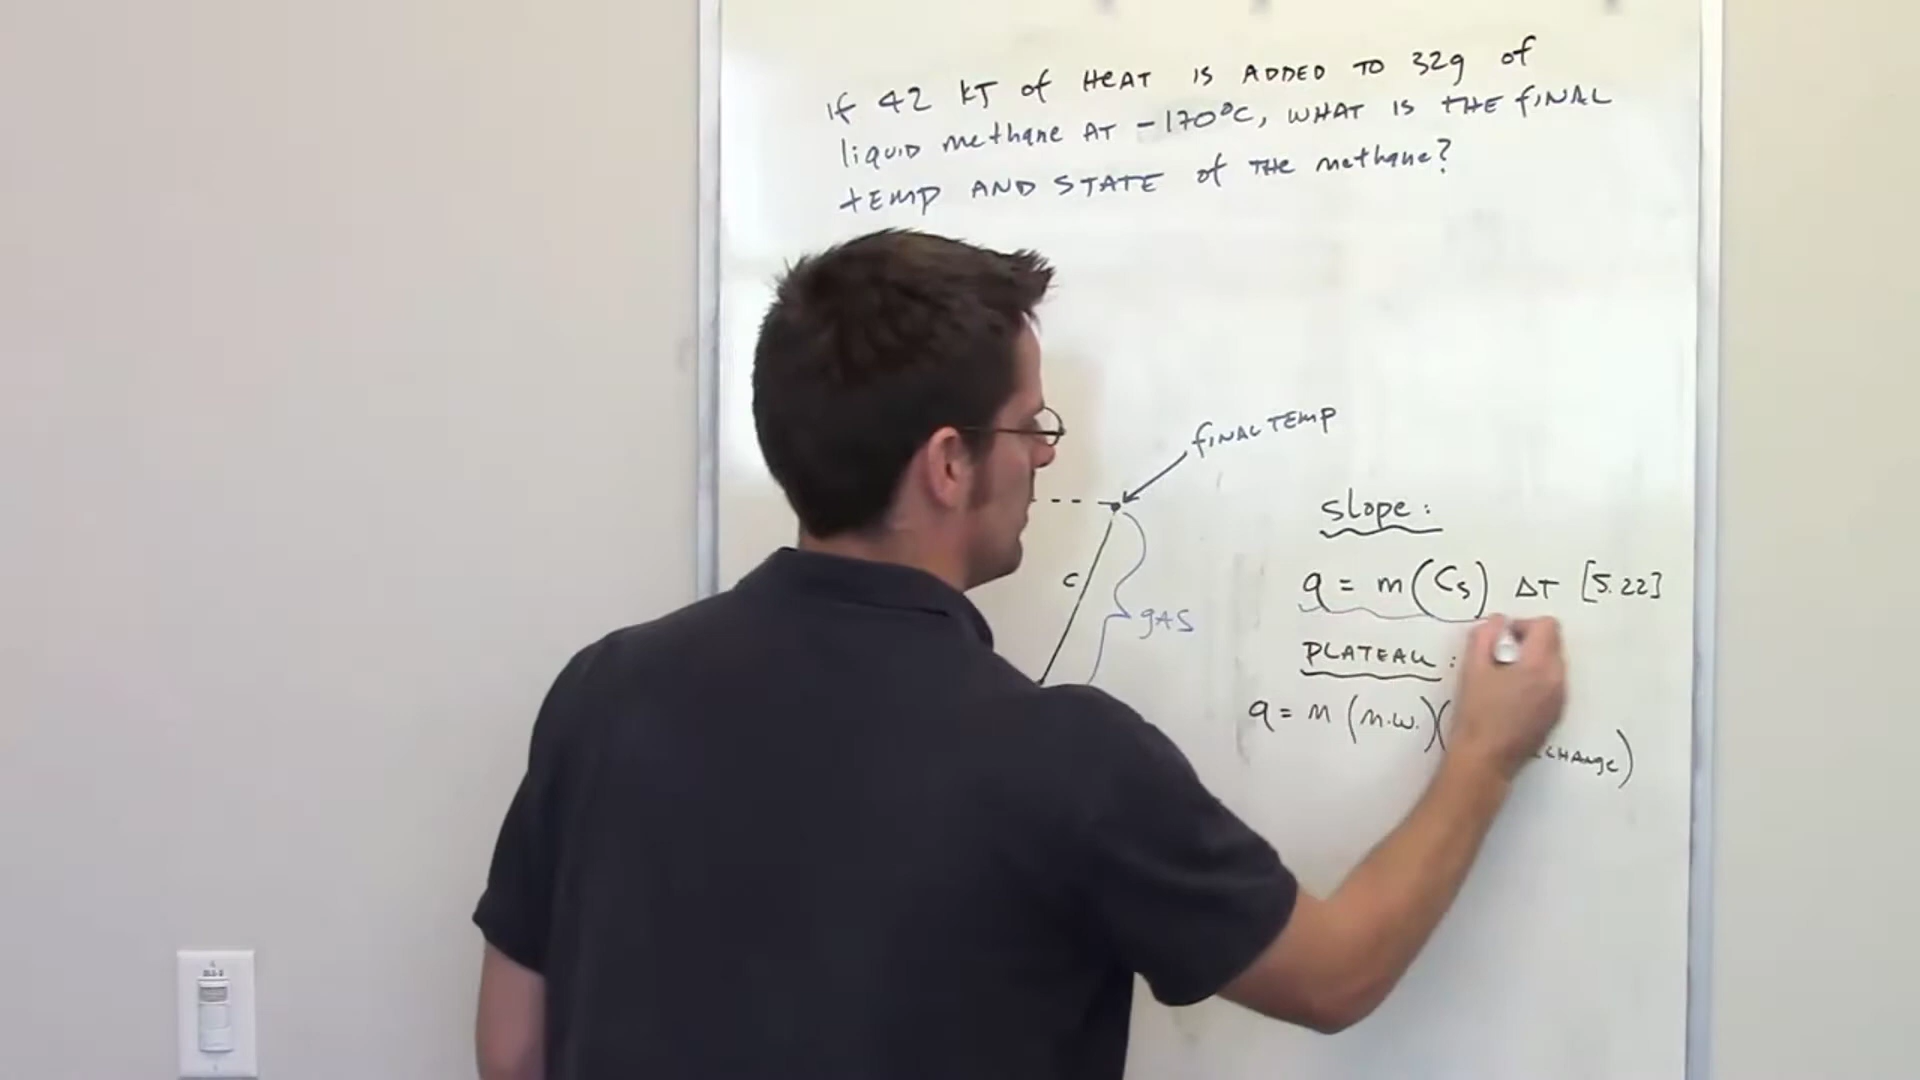 if 42 kJ of HEAT is ADDED TO 32g of
liquid methane AT -170°C, WHAT is THE fiNAL
tEMP AND STATE of THE methane?
fiNAL TEMP
C
gAS
Slope:
q = m(Cs) ΔT [5.22]
PLATEAU:
q = m (m.w.)(
CHANgE)